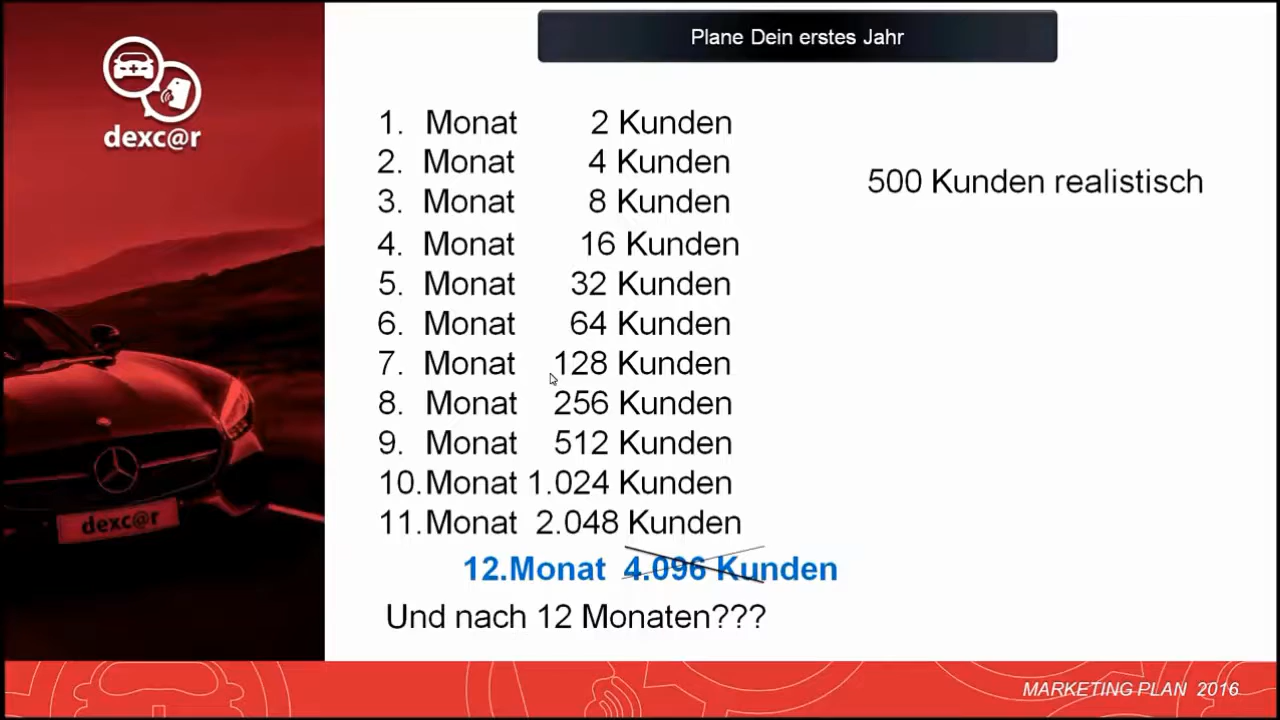 Plane Dein erstes Jahr
dexc@r
1. Monat 2 Kunden
2. Monat 4 Kunden
500 Kunden realistisch
3. Monat 8 Kunden
4. Monat 16 Kunden
5. Monat 32 Kunden
6. Monat 64 Kunden
7. Monat 128 Kunden
8. Monat 256 Kunden
9. Monat 512 Kunden
10.Monat 1.024 Kunden
11.Monat 2.048 Kunden
dexc@r
12.Monat 4.096 Kunden
Und nach 12 Monaten???
MARKETING PLAN 2016